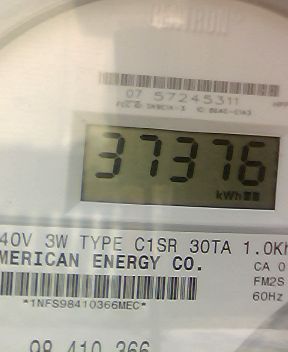 07 57245311
37376
kWh
40V 3W TYPE C1SR 30TA 1.0Kh
MERICAN ENERGY CO.
CA 0
FM2S
60Hz
*1NFS98410366MEC*
98 410 366